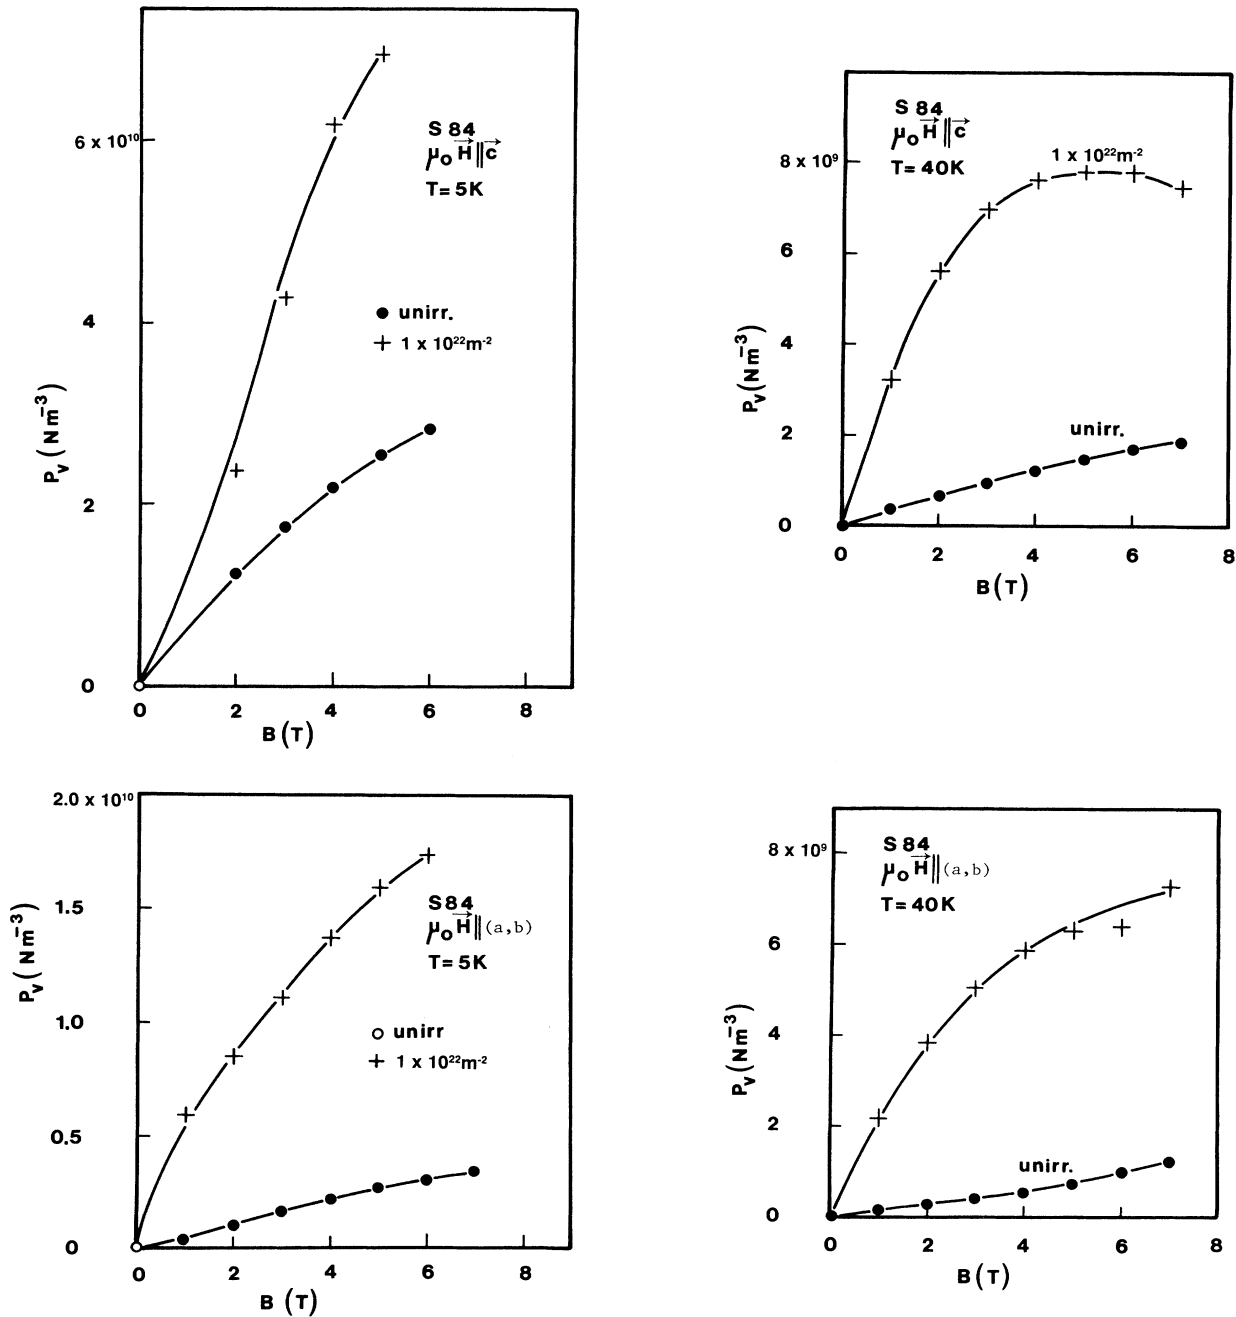 6 x 10¹⁰
4
2
0
Pᵥ (Nm⁻³)
S 84
μ₀ H ∥ c
T = 5K
● unirr.
+ 1 x 10²²m⁻²
0 2 4 6 8
B (T)
8 x 10⁹
6
4
2
0
Pᵥ (Nm⁻³)
S 84
μ₀ H ∥ c
T = 40K
1 x 10²²m⁻²
unirr.
0 2 4 6 8
B (T)
2.0 x 10¹⁰
1.5
1.0
0.5
0
Pᵥ (Nm⁻³)
S 84
μ₀ H ∥ (a,b)
T = 5K
○ unirr
+ 1 x 10²²m⁻²
0 2 4 6 8
B (T)
8 x 10⁹
6
4
2
0
Pᵥ (Nm⁻³)
S 84
μ₀ H ∥ (a,b)
T = 40K
unirr.
0 2 4 6 8
B (T)